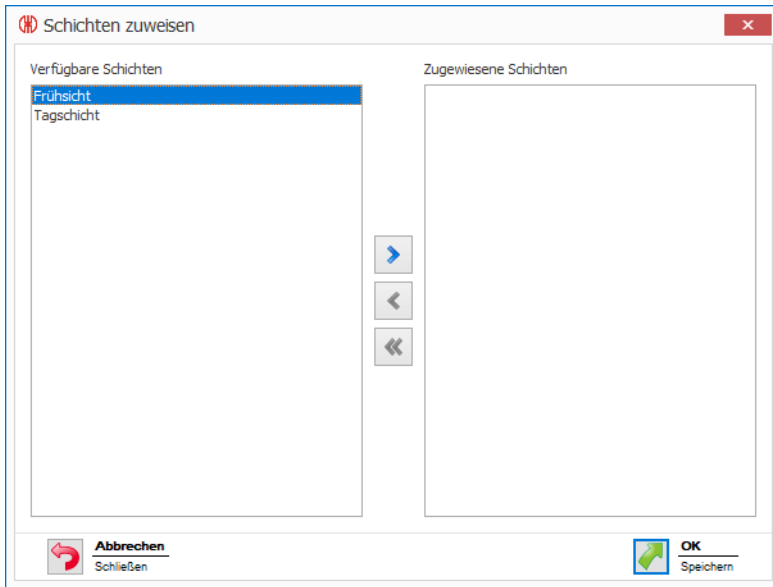 Schichten zuweisen
Verfügbare Schichten
Zugewiesene Schichten
Frühsicht
Tagschicht
Abbrechen
Schließen
OK
Speichern